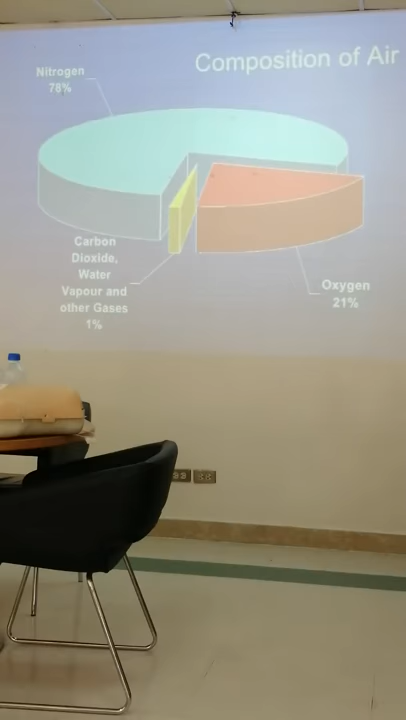 Composition of Air
Nitrogen
78%
Carbon
Dioxide,
Water
Vapour and
other Gases
1%
Oxygen
21%